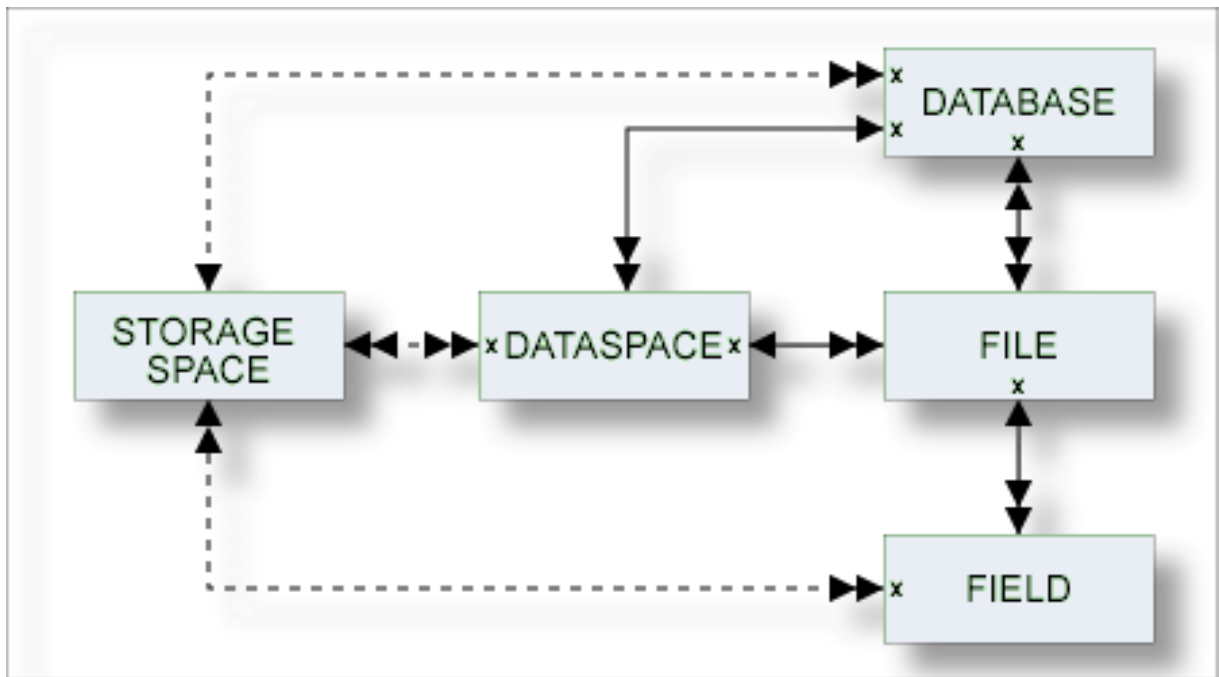 x
DATABASE
x
x
STORAGE
SPACE
x DATASPACE x
FILE
x
x FIELD